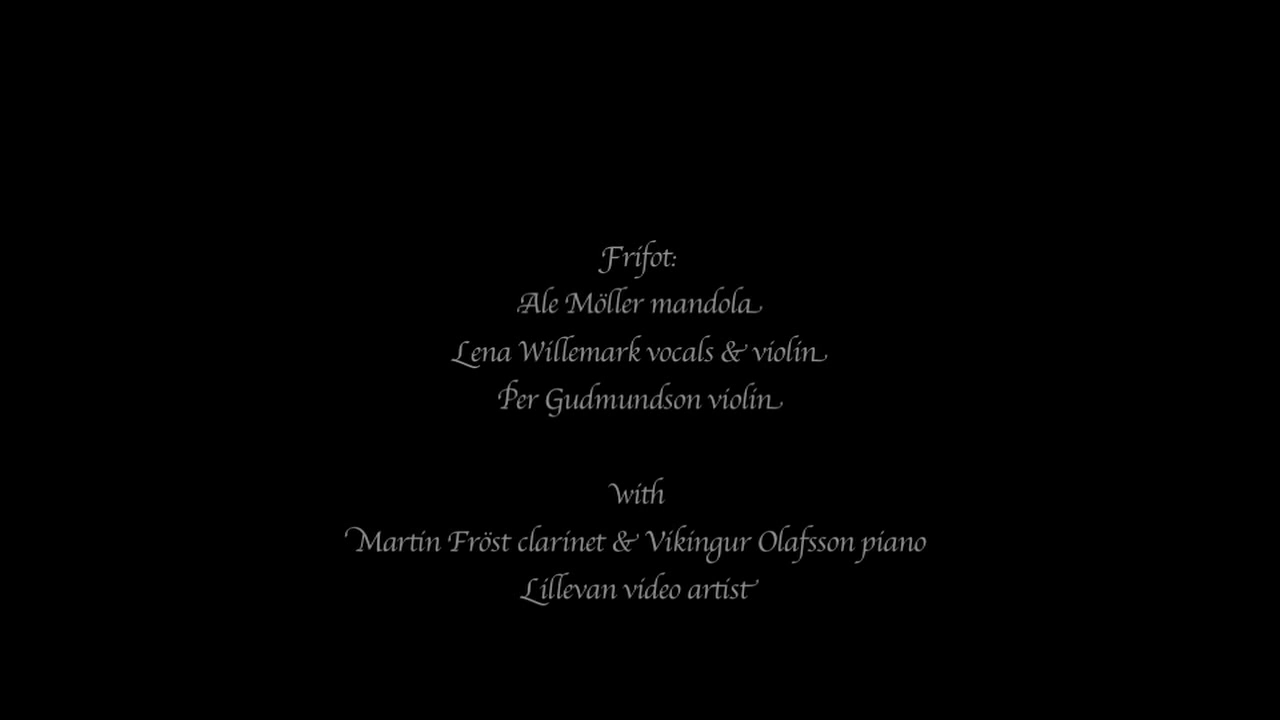 Frifot:
Ale Möller mandola
Lena Willemark vocals & violin
Per Gudmundson violin
with
Martin Fröst clarinet & Vikingur Olafsson piano
Lillevan video artist